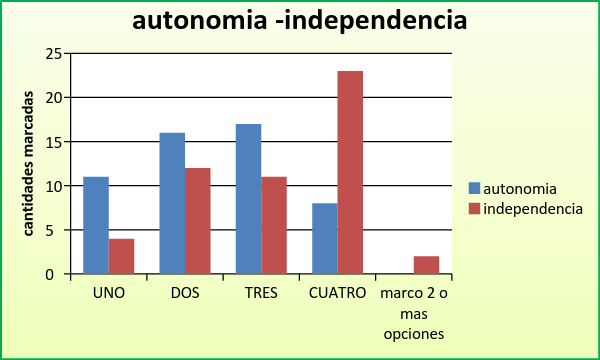 autonomia -independencia
cantidades marcadas
25
20
15
10
5
0
UNO
DOS
TRES
CUATRO
marco 2 o
mas
opciones
autonomia
independencia